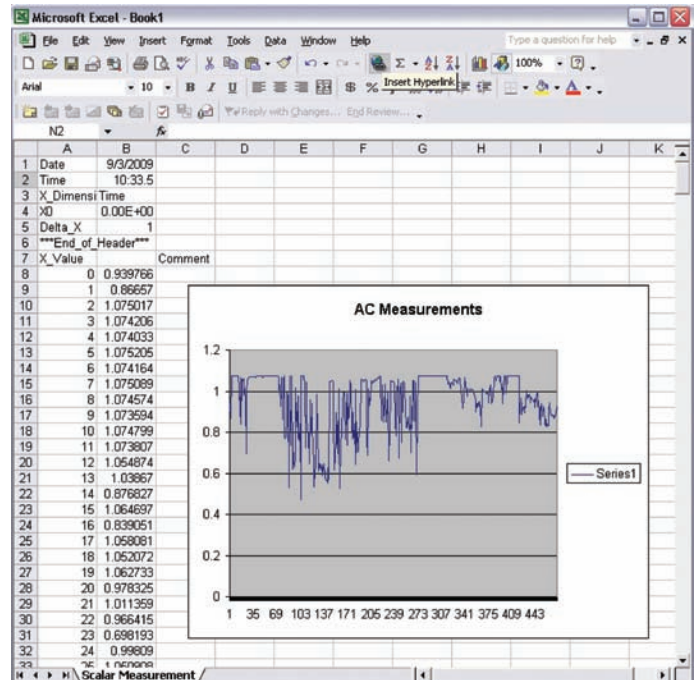 Microsoft Excel - Book1
File Edit View Insert Format Tools Data Window Help Type a question for help
100%
Arial 10 B I U $ % Insert Hyperlink
Reply with Changes... End Review...
N2 fx
A B C D E F G H I J K
1 Date 9/3/2009
2 Time 10:33.5
3 X_Dimensi Time
4 X0 0.00E+00
5 Delta_X 1
6 ***End_of_Header***
7 X_Value Comment
8 0 0.939766
9 1 0.86657
10 2 1.075017
11 3 1.074206
12 4 1.074033
13 5 1.075205
14 6 1.074164
15 7 1.075089
16 8 1.074574
17 9 1.073594
18 10 1.074799
19 11 1.073807
20 12 1.054874
21 13 1.03867
22 14 0.876827
23 15 1.064697
24 16 0.839051
25 17 1.058081
26 18 1.052072
27 19 1.062733
28 20 0.978325
29 21 1.011359
30 22 0.966415
31 23 0.698193
32 24 0.99809
AC Measurements
1.2
1
0.8
0.6
0.4
0.2
0
1 35 69 103 137 171 205 239 273 307 341 375 409 443
Series1
Scalar Measurement